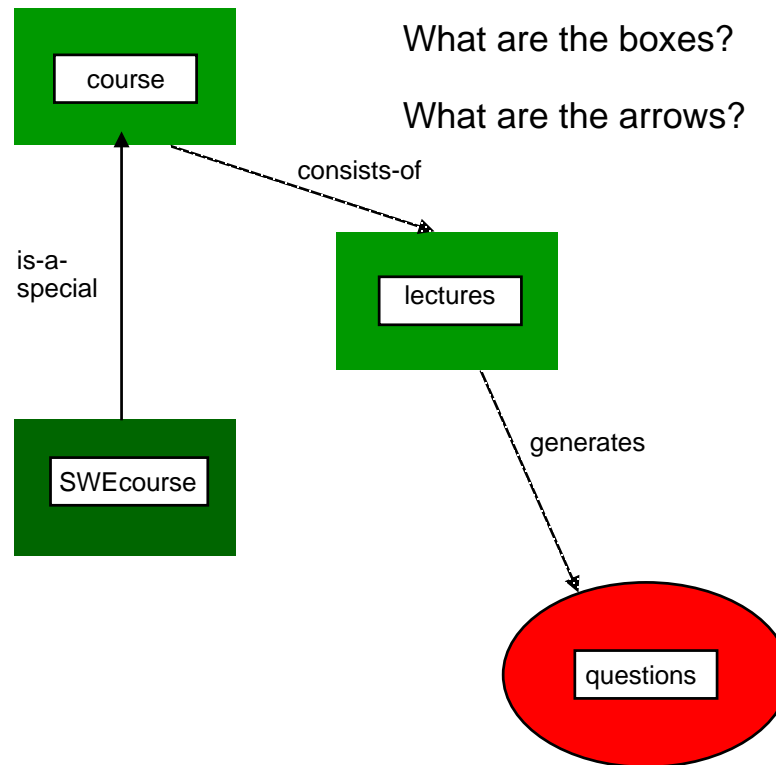 What are the boxes?
course
What are the arrows?
consists-of
is-a-
special
lectures
generates
SWEcourse
questions